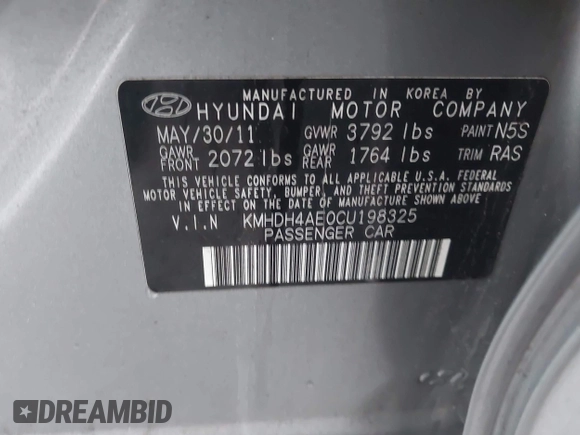 MANUFACTURED IN KOREA BY
HYUNDAI MOTOR COMPANY
MAY/30/11 GVWR 3792 lbs PAINT N5S
GAWR FRONT 2072 lbs GAWR REAR 1764 lbs TRIM RAS
THIS VEHICLE CONFORMS TO ALL APPLICABLE U.S.A. FEDERAL
MOTOR VEHICLE SAFETY, BUMPER, AND THEFT PREVENTION STANDARDS
IN EFFECT ON THE DATE OF MANUFACTURE SHOWN ABOVE.
V.I.N KMHDH4AE0CU198325
PASSENGER CAR
DREAMBID